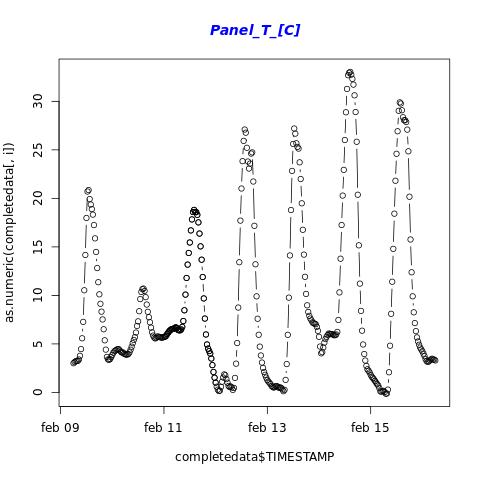 Panel_T_[C]
as.numeric(completedata[, i])
30
25
20
15
10
5
0
feb 09
feb 11
feb 13
feb 15
completedata$TIMESTAMP